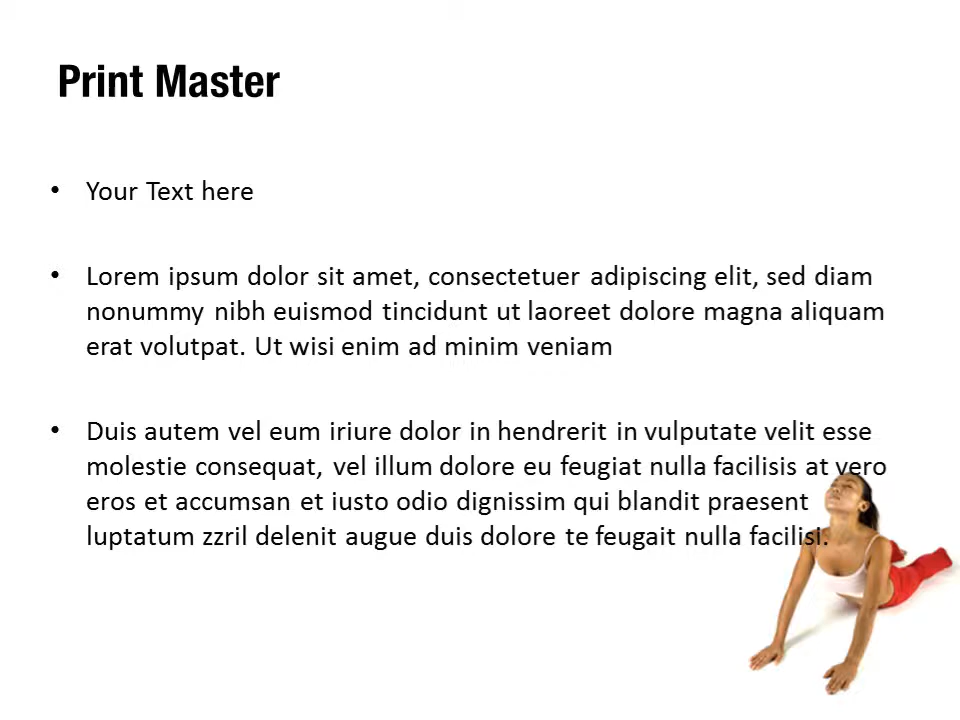 Print Master
• Your Text here
• Lorem ipsum dolor sit amet, consectetuer adipiscing elit, sed diam
nonummy nibh euismod tincidunt ut laoreet dolore magna aliquam
erat volutpat. Ut wisi enim ad minim veniam
• Duis autem vel eum iriure dolor in hendrerit in vulputate velit esse
molestie consequat, vel illum dolore eu feugiat nulla facilisis at vero
eros et accumsan et iusto odio dignissim qui blandit praesent
luptatum zzril delenit augue duis dolore te feugait nulla facilisi.